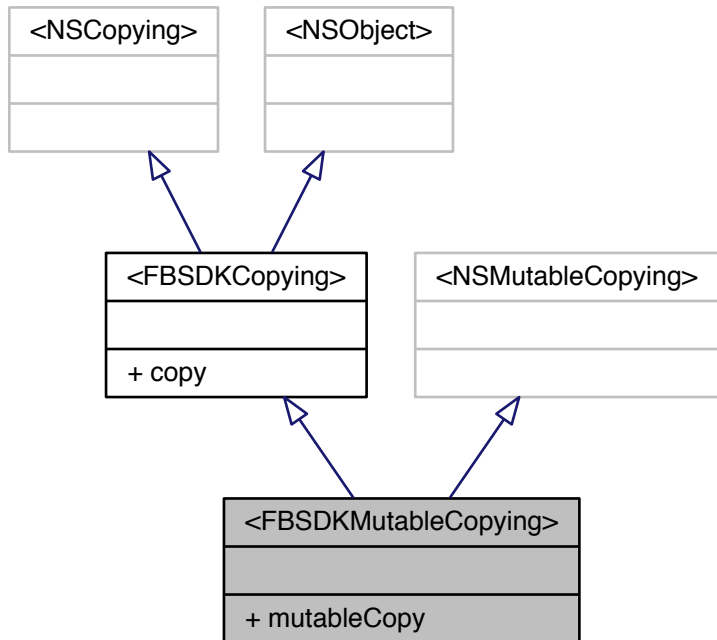 <NSCopying>
<NSObject>
<FBSDKCopying>
+ copy
<NSMutableCopying>
<FBSDKMutableCopying>
+ mutableCopy